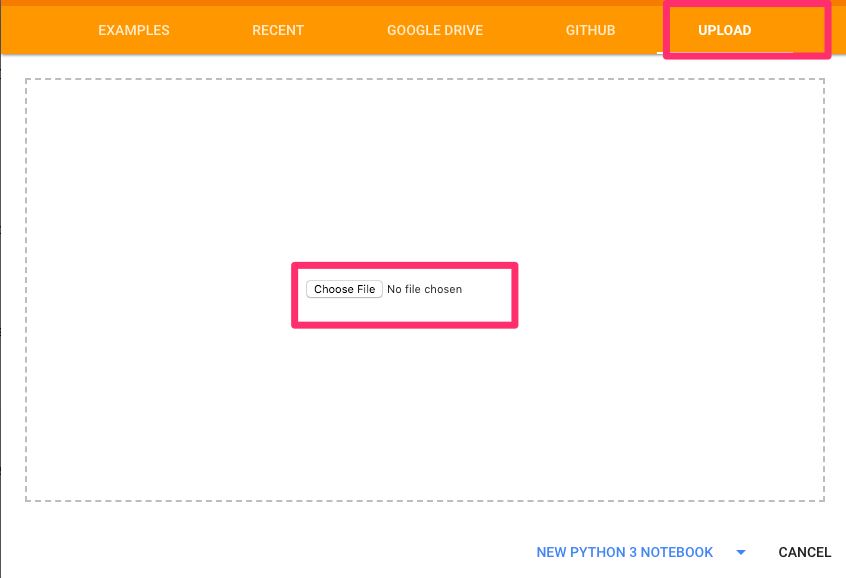 EXAMPLES RECENT GOOGLE DRIVE GITHUB UPLOAD
Choose File No file chosen
NEW PYTHON 3 NOTEBOOK CANCEL